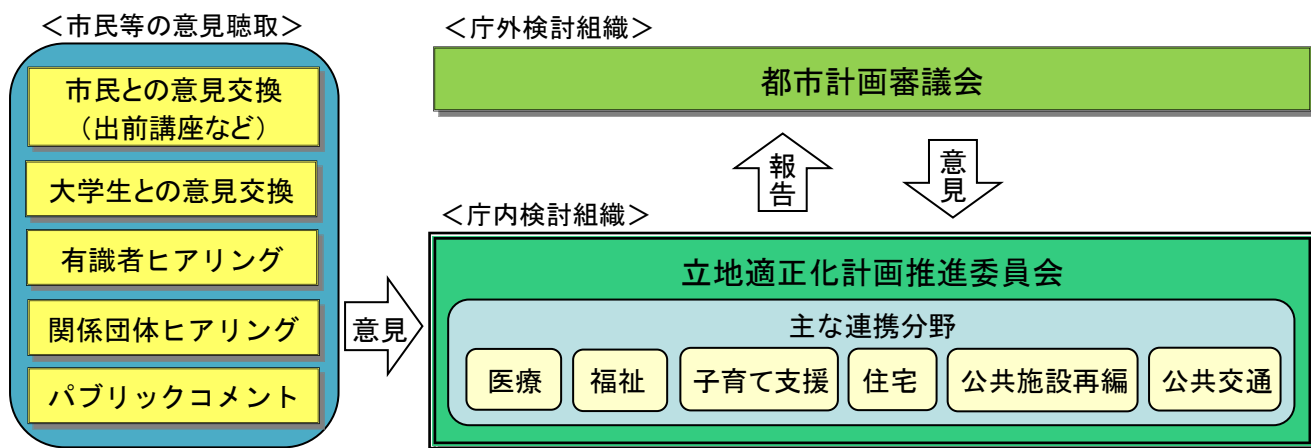 ＜市民等の意見聴取＞
市民との意見交換
（出前講座など）
大学生との意見交換
有識者ヒアリング
関係団体ヒアリング
パブリックコメント
意見
＜庁外検討組織＞
都市計画審議会
報告
意見
＜庁内検討組織＞
立地適正化計画推進委員会
主な連携分野
医療
福祉
子育て支援
住宅
公共施設再編
公共交通